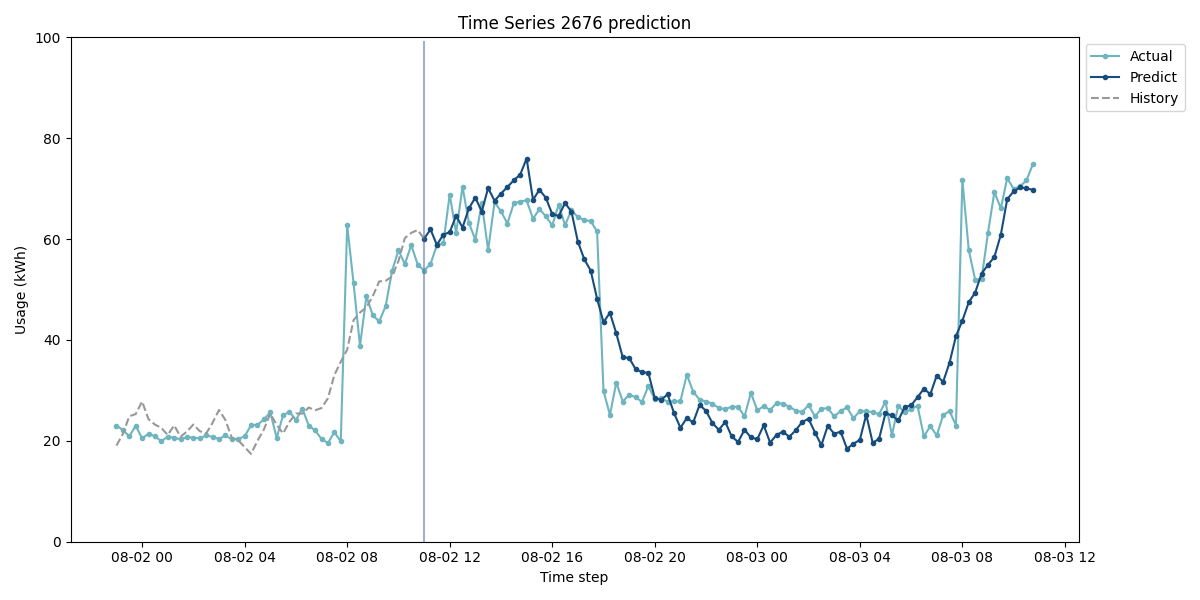 Time Series 2676 prediction
Usage (kWh)
100
80
60
40
20
0
08-02 00
08-02 04
08-02 08
08-02 12
08-02 16
08-02 20
08-03 00
08-03 04
08-03 08
08-03 12
Time step
Actual
Predict
History